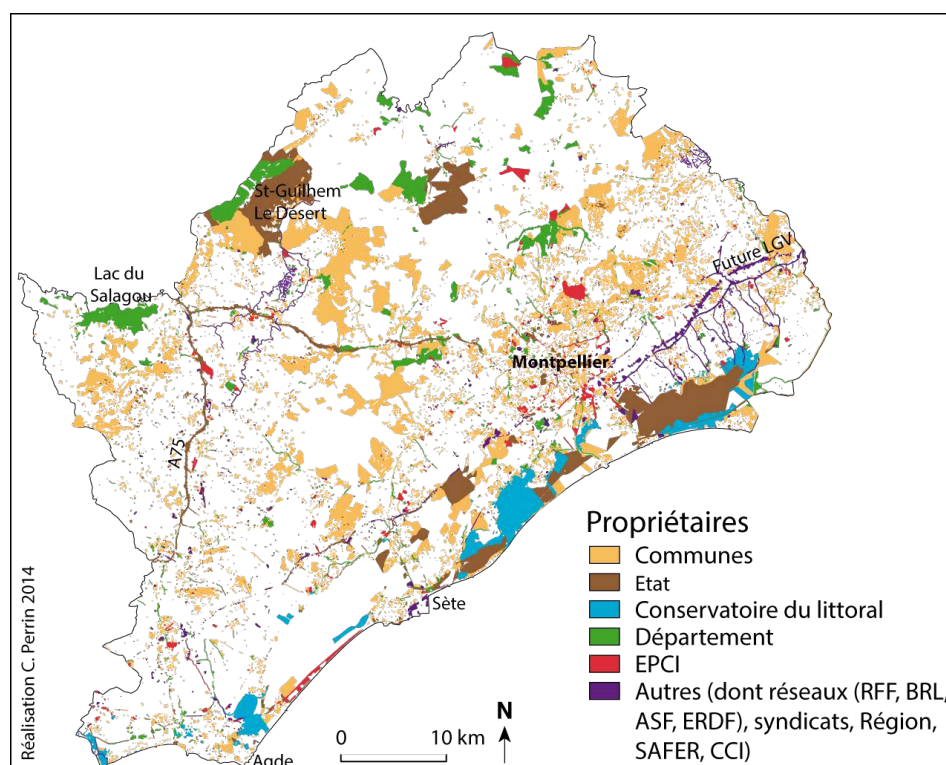 St-Guilhem
Le Désert
Lac du
Salagou
Future LGV
Montpellier
A75
Sète
Agde
Réalisation C. Perrin 2014
0 10 km
N
Propriétaires
Communes
Etat
Conservatoire du littoral
Département
EPCI
Autres (dont réseaux (RFF, BRL,
ASF, ERDF), syndicats, Région,
SAFER, CCI)